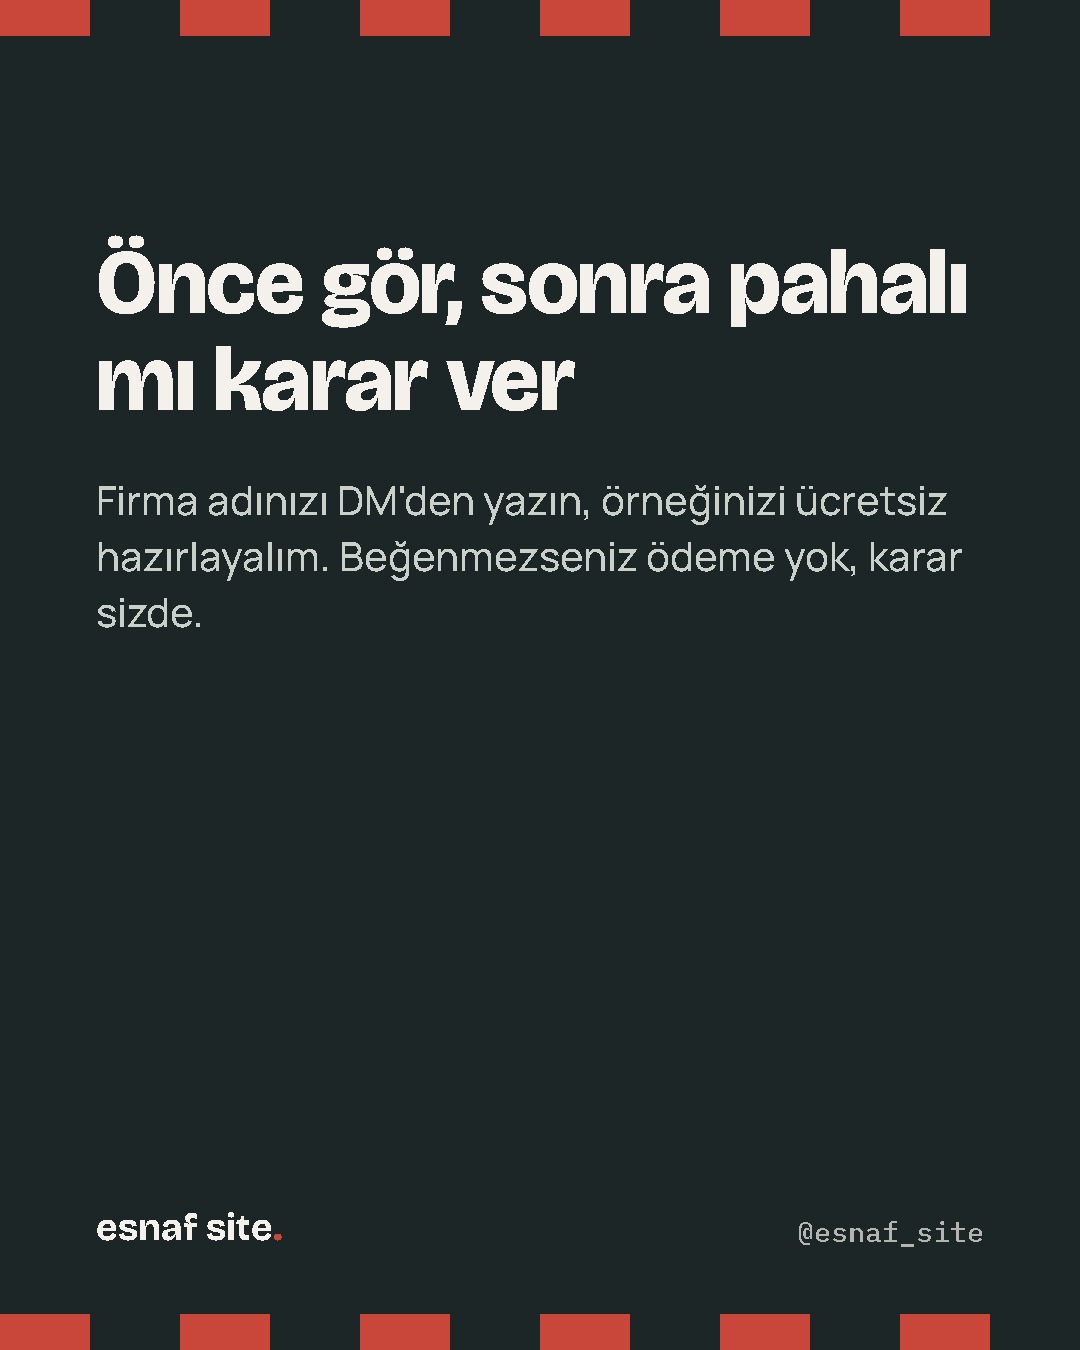 Önce gör, sonra pahalı
mı karar ver
Firma adınızı DM'den yazın, örneğinizi ücretsiz
hazırlayalım. Beğenmezseniz ödeme yok, karar
sizde.
esnaf site.
@esnaf_site